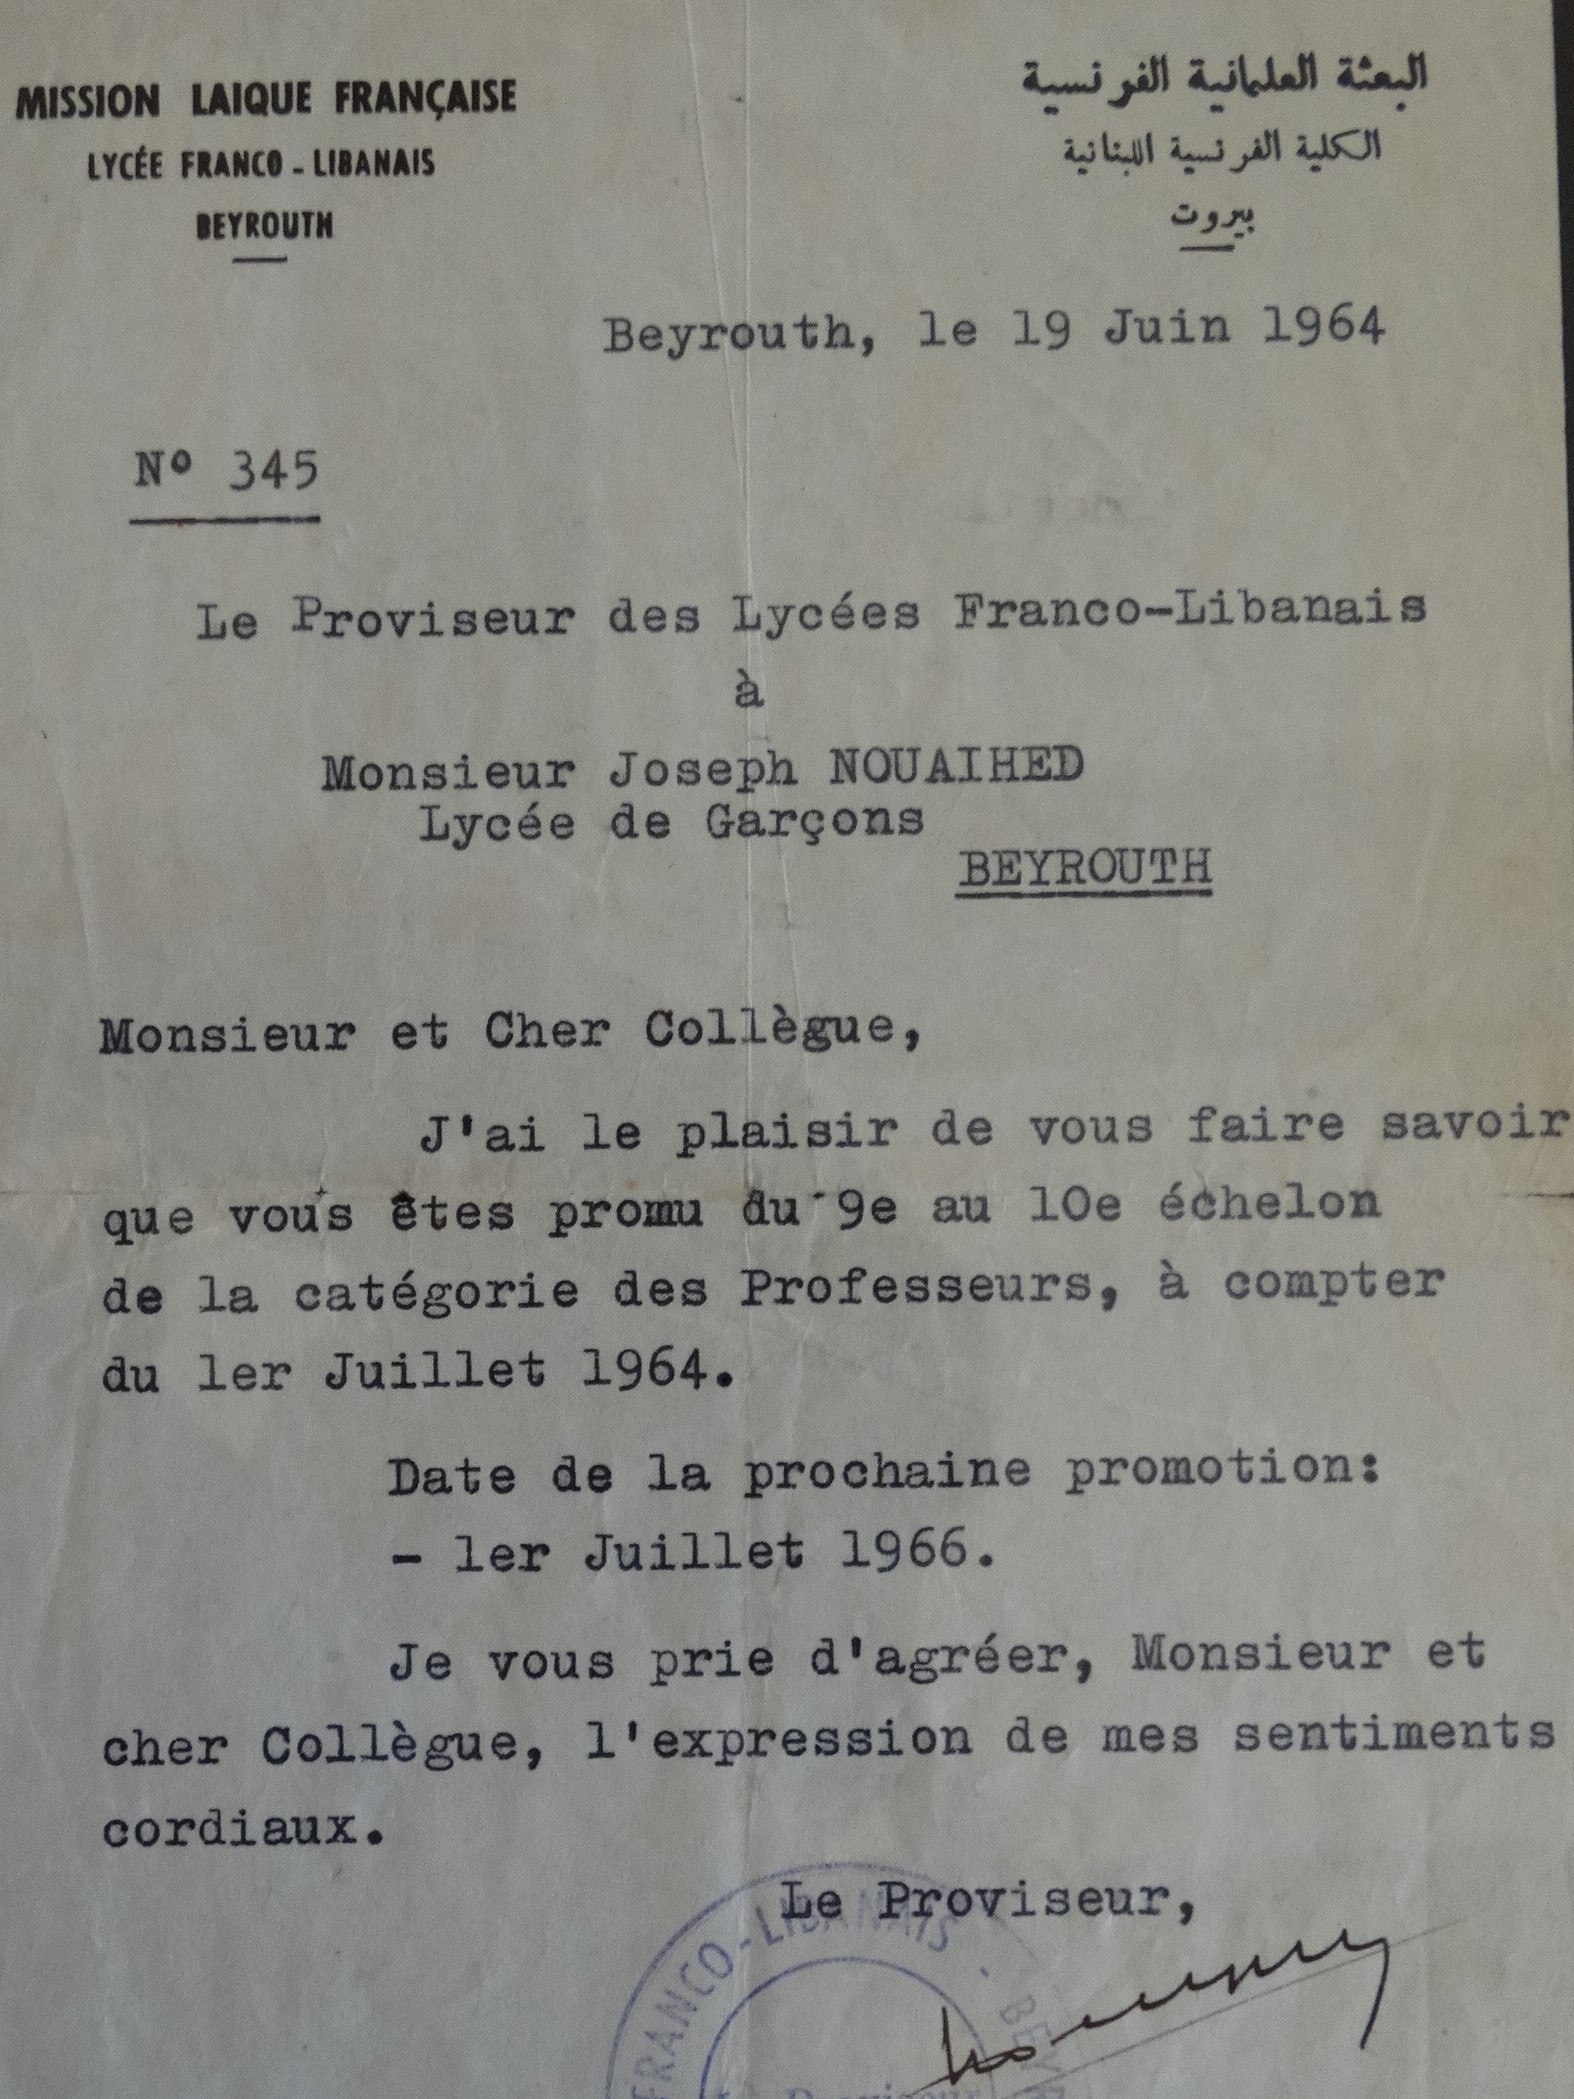 MISSION LAIQUE FRANÇAISE
LYCÉE FRANCO - LIBANAIS
BEYROUTH
البعثة العلمانية الفرنسية
الكلية الفرنسية اللبنانية
بيروت
Beyrouth, le 19 Juin 1964
Nº 345
Le Proviseur des Lycées Franco-Libanais
à
Monsieur Joseph NOUAIHED
Lycée de Garçons
BEYROUTH
Monsieur et Cher Collègue,
J'ai le plaisir de vous faire savoir
que vous êtes promu du 9e au 10e échelon
de la catégorie des Professeurs, à compter
du 1er Juillet 1964.
Date de la prochaine promotion:
- 1er Juillet 1966.
Je vous prie d'agréer, Monsieur et
cher Collègue, l'expression de mes sentiments
cordiaux.
Le Proviseur,
FRANCO-LIBANAIS